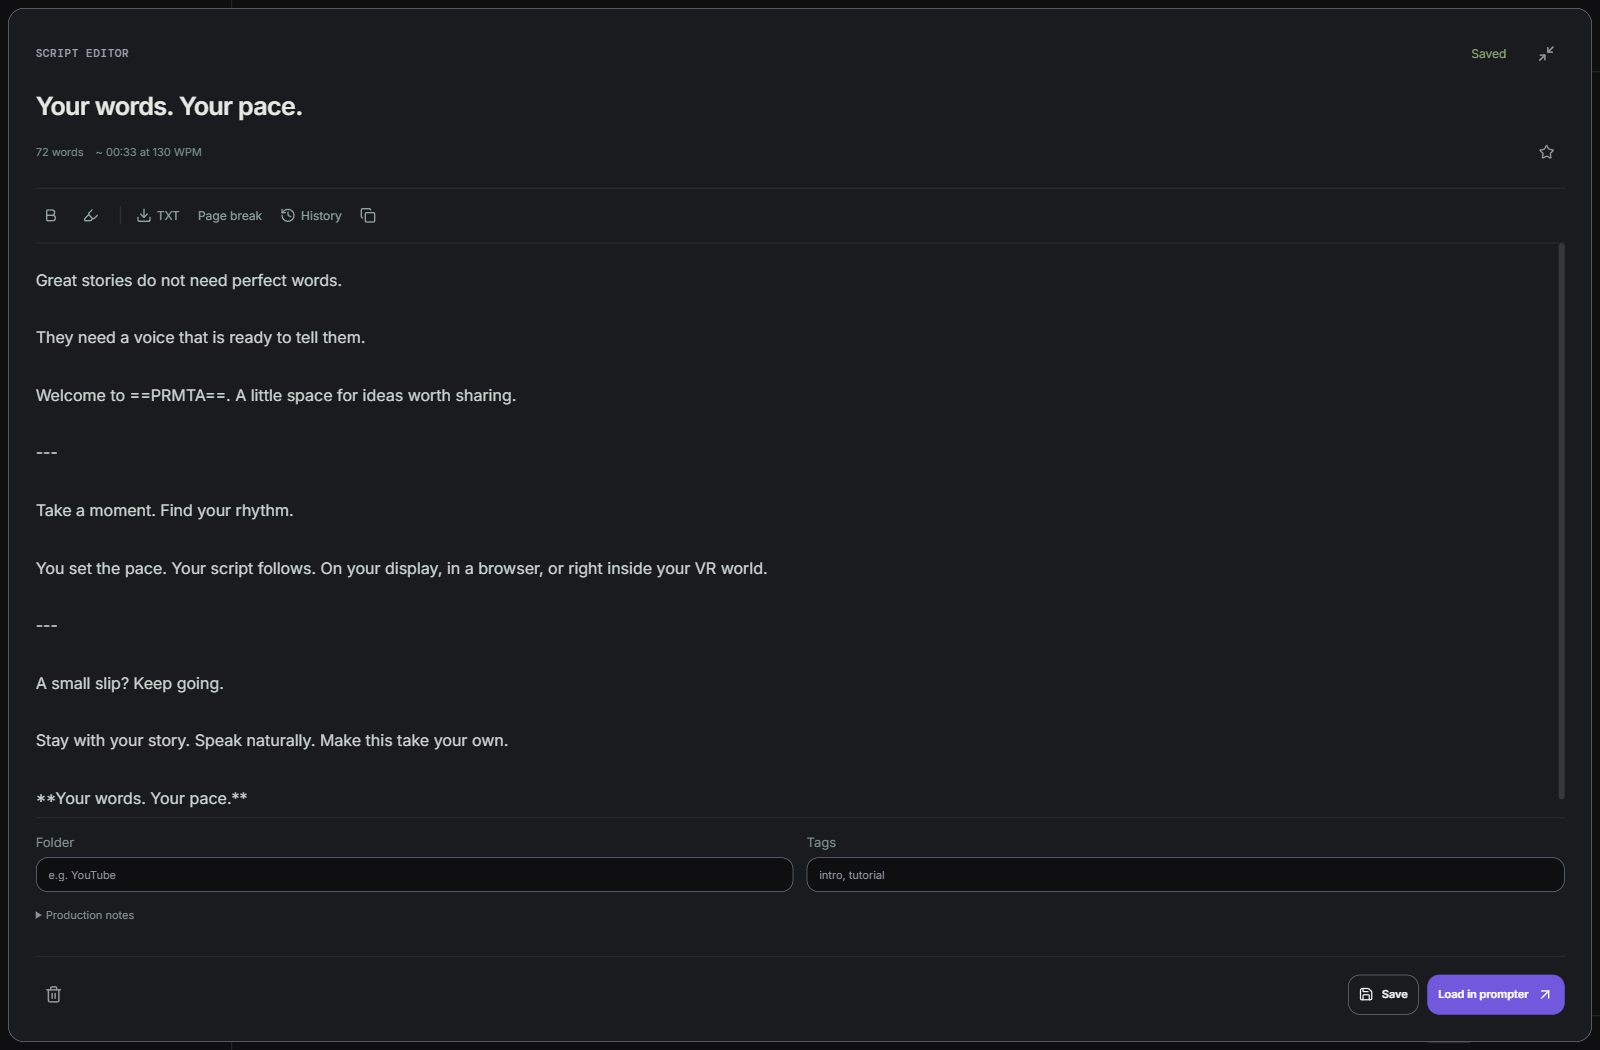 SCRIPT EDITOR
Saved
Your words. Your pace.
72 words ~ 00:33 at 130 WPM
B TXT Page break History
Great stories do not need perfect words.
They need a voice that is ready to tell them.
Welcome to ==PRMTA==. A little space for ideas worth sharing.
---
Take a moment. Find your rhythm.
You set the pace. Your script follows. On your display, in a browser, or right inside your VR world.
---
A small slip? Keep going.
Stay with your story. Speak naturally. Make this take your own.
**Your words. Your pace.**
Folder
Tags
e.g. YouTube
intro, tutorial
Production notes
Save
Load in prompter